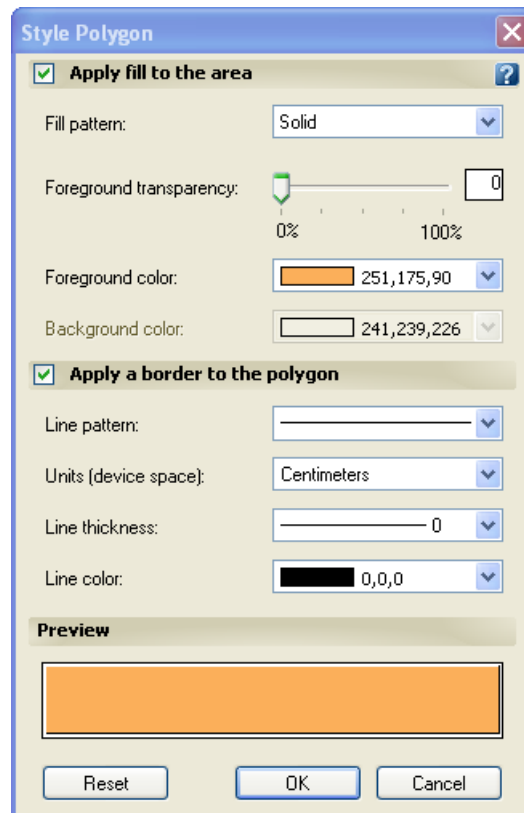 Style Polygon
Apply fill to the area
?
Fill pattern: Solid
Foreground transparency: 0
0% 100%
Foreground color: 251,175,90
Background color: 241,239,226
Apply a border to the polygon
Line pattern:
Units (device space): Centimeters
Line thickness: 0
Line color: 0,0,0
Preview
Reset OK Cancel